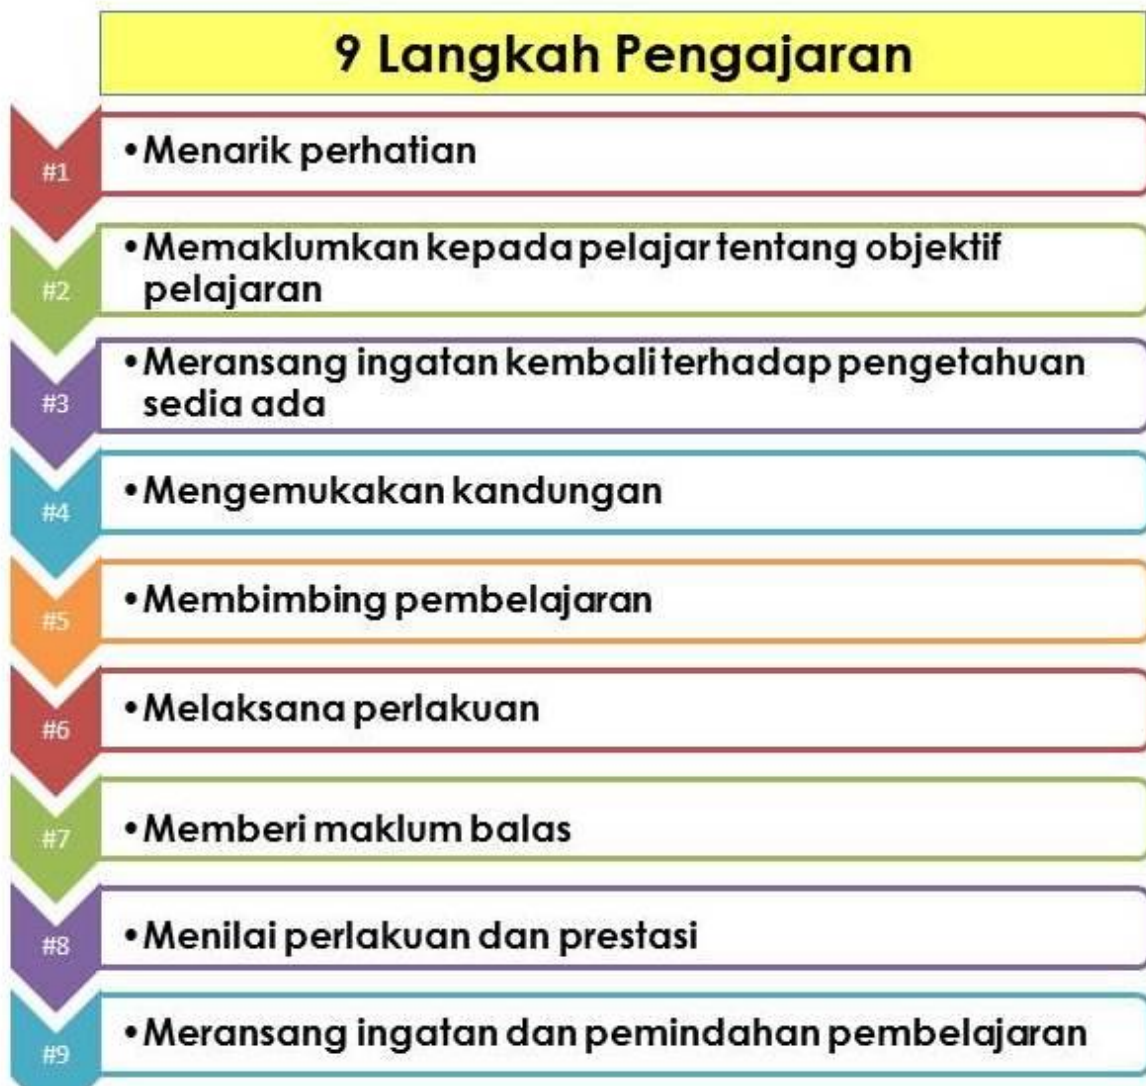 9 Langkah Pengajaran
#1
•Menarik perhatian
#2
•Memaklumkan kepada pelajar tentang objektif
pelajaran
#3
•Meransang ingatan kembali terhadap pengetahuan
sedia ada
#4
•Mengemukakan kandungan
#5
•Membimbing pembelajaran
#6
•Melaksana perlakuan
#7
•Memberi maklum balas
#8
•Menilai perlakuan dan prestasi
#9
•Meransang ingatan dan pemindahan pembelajaran